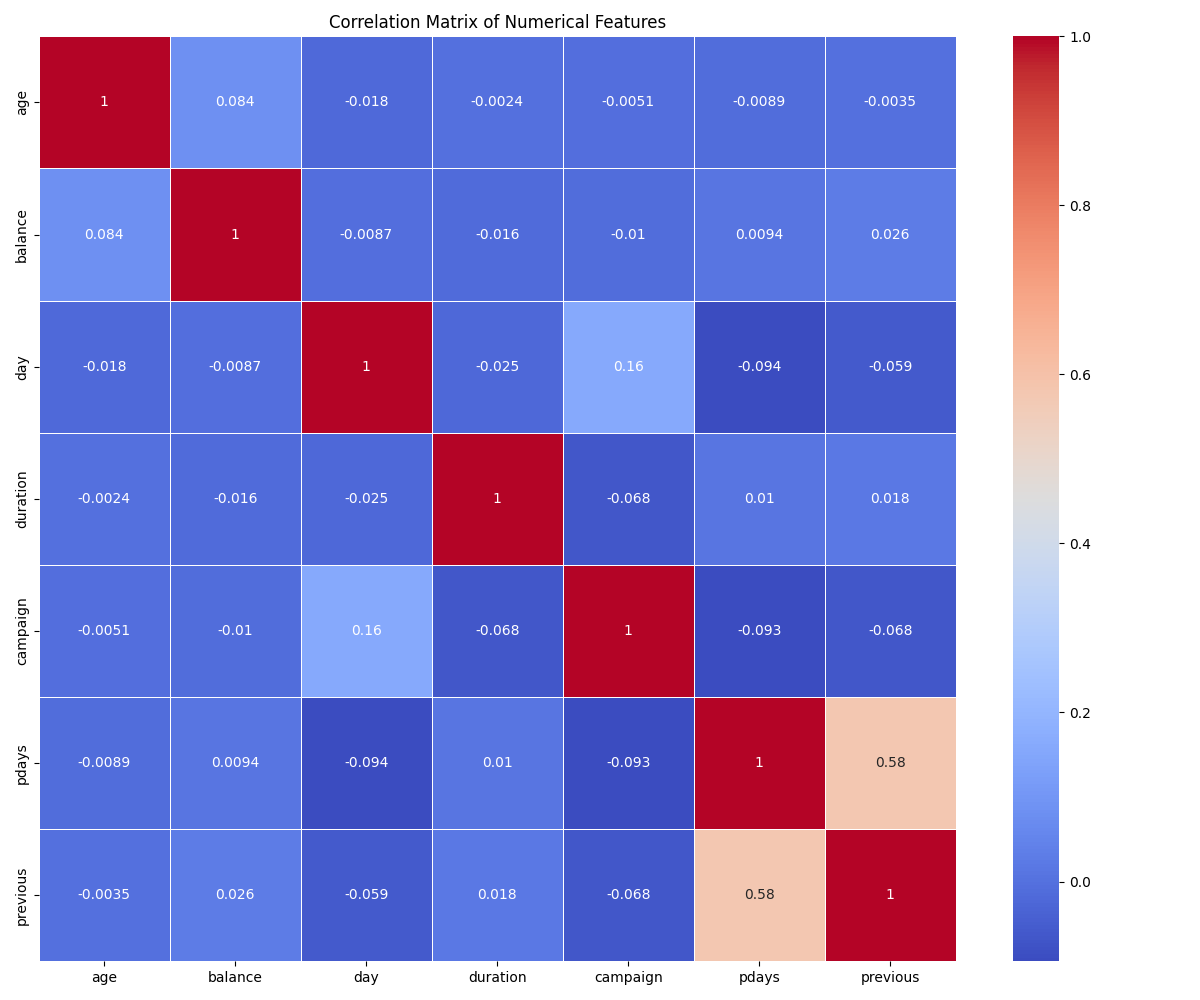 Correlation Matrix of Numerical Features
age 1 0.084 -0.018 -0.0024 -0.0051 -0.0089 -0.0035
balance 0.084 1 -0.0087 -0.016 -0.01 0.0094 0.026
day -0.018 -0.0087 1 -0.025 0.16 -0.094 -0.059
duration -0.0024 -0.016 -0.025 1 -0.068 0.01 0.018
campaign -0.0051 -0.01 0.16 -0.068 1 -0.093 -0.068
pdays -0.0089 0.0094 -0.094 0.01 -0.093 1 0.58
previous -0.0035 0.026 -0.059 0.018 -0.068 0.58 1
age balance day duration campaign pdays previous
1.0
0.8
0.6
0.4
0.2
0.0